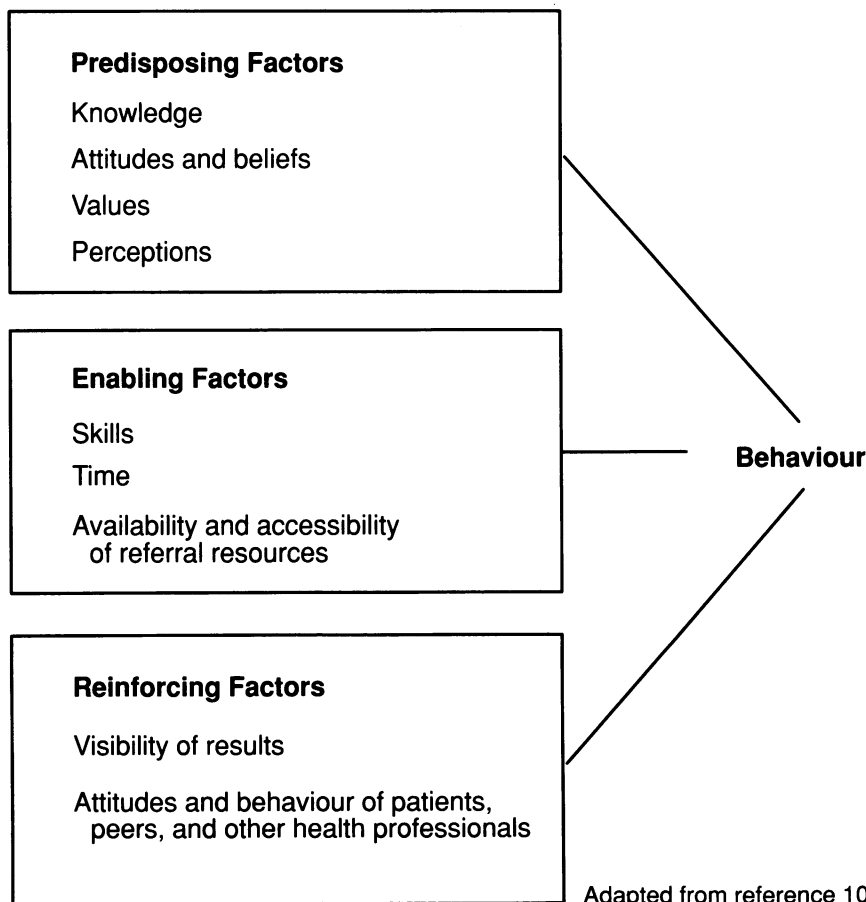 Predisposing Factors
Knowledge
Attitudes and beliefs
Values
Perceptions
Enabling Factors
Skills
Time
Availability and accessibility
of referral resources
Behaviour
Reinforcing Factors
Visibility of results
Attitudes and behaviour of patients,
peers, and other health professionals
Adapted from reference 10